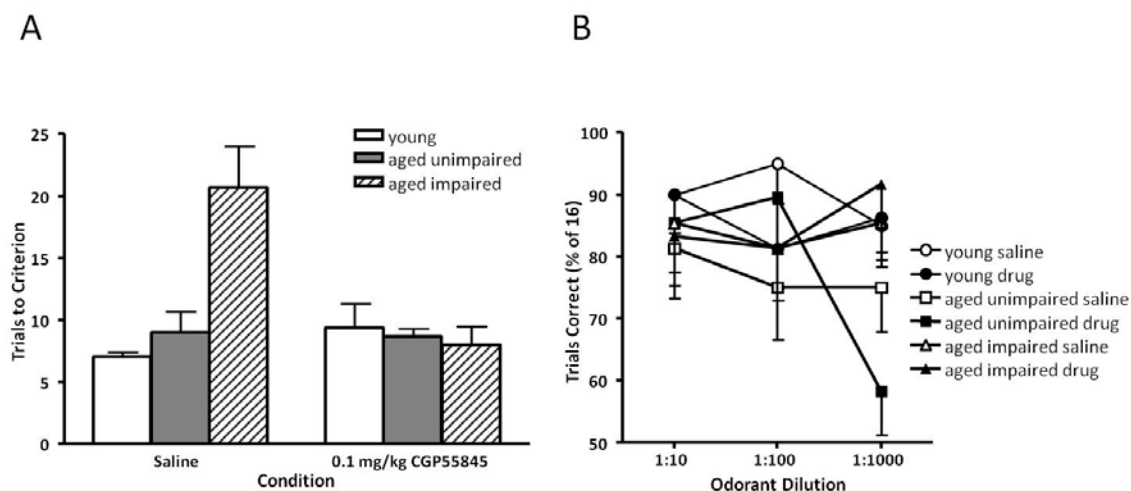 A
25
20
15
10
5
0
Trials to Criterion
young
aged unimpaired
aged impaired
Saline
0.1 mg/kg CGP55845
Condition
B
100
90
80
70
60
50
Trials Correct (% of 16)
1:10
1:100
1:1000
Odorant Dilution
young saline
young drug
aged unimpaired saline
aged unimpaired drug
aged impaired saline
aged impaired drug